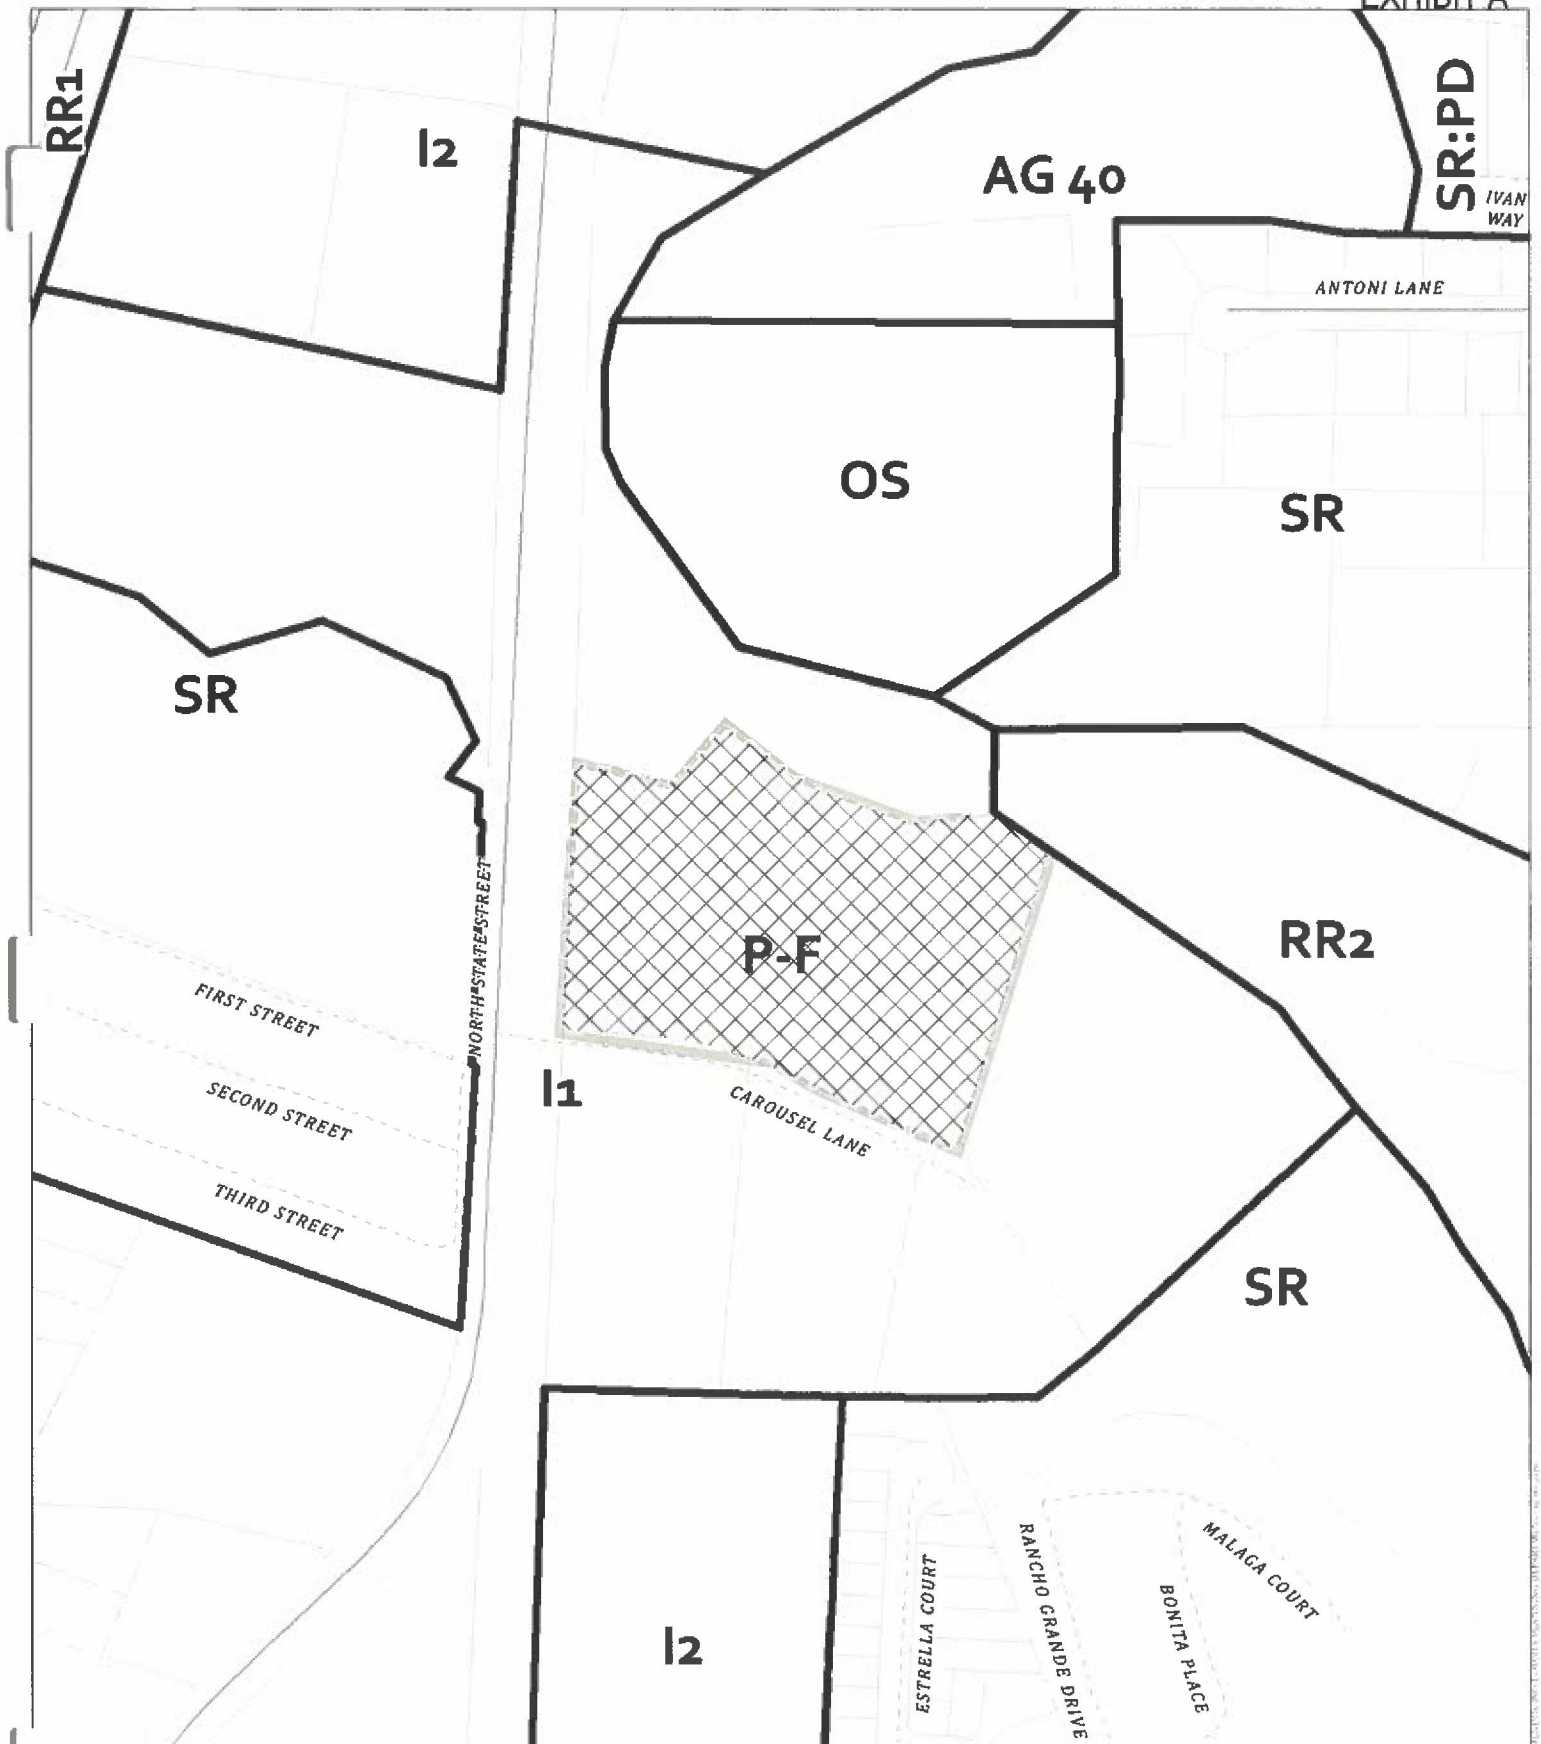 Exhibit A
RR1
I2
AG 40
SR:PD
IVAN
WAY
ANTONI LANE
OS
SR
SR
P-F
RR2
NORTH STATE STREET
FIRST STREET
SECOND STREET
THIRD STREET
I1
CAROUSEL LANE
SR
I2
ESTRELLA COURT
RANCHO GRANDE DRIVE
BONITA PLACE
MALAGA COURT